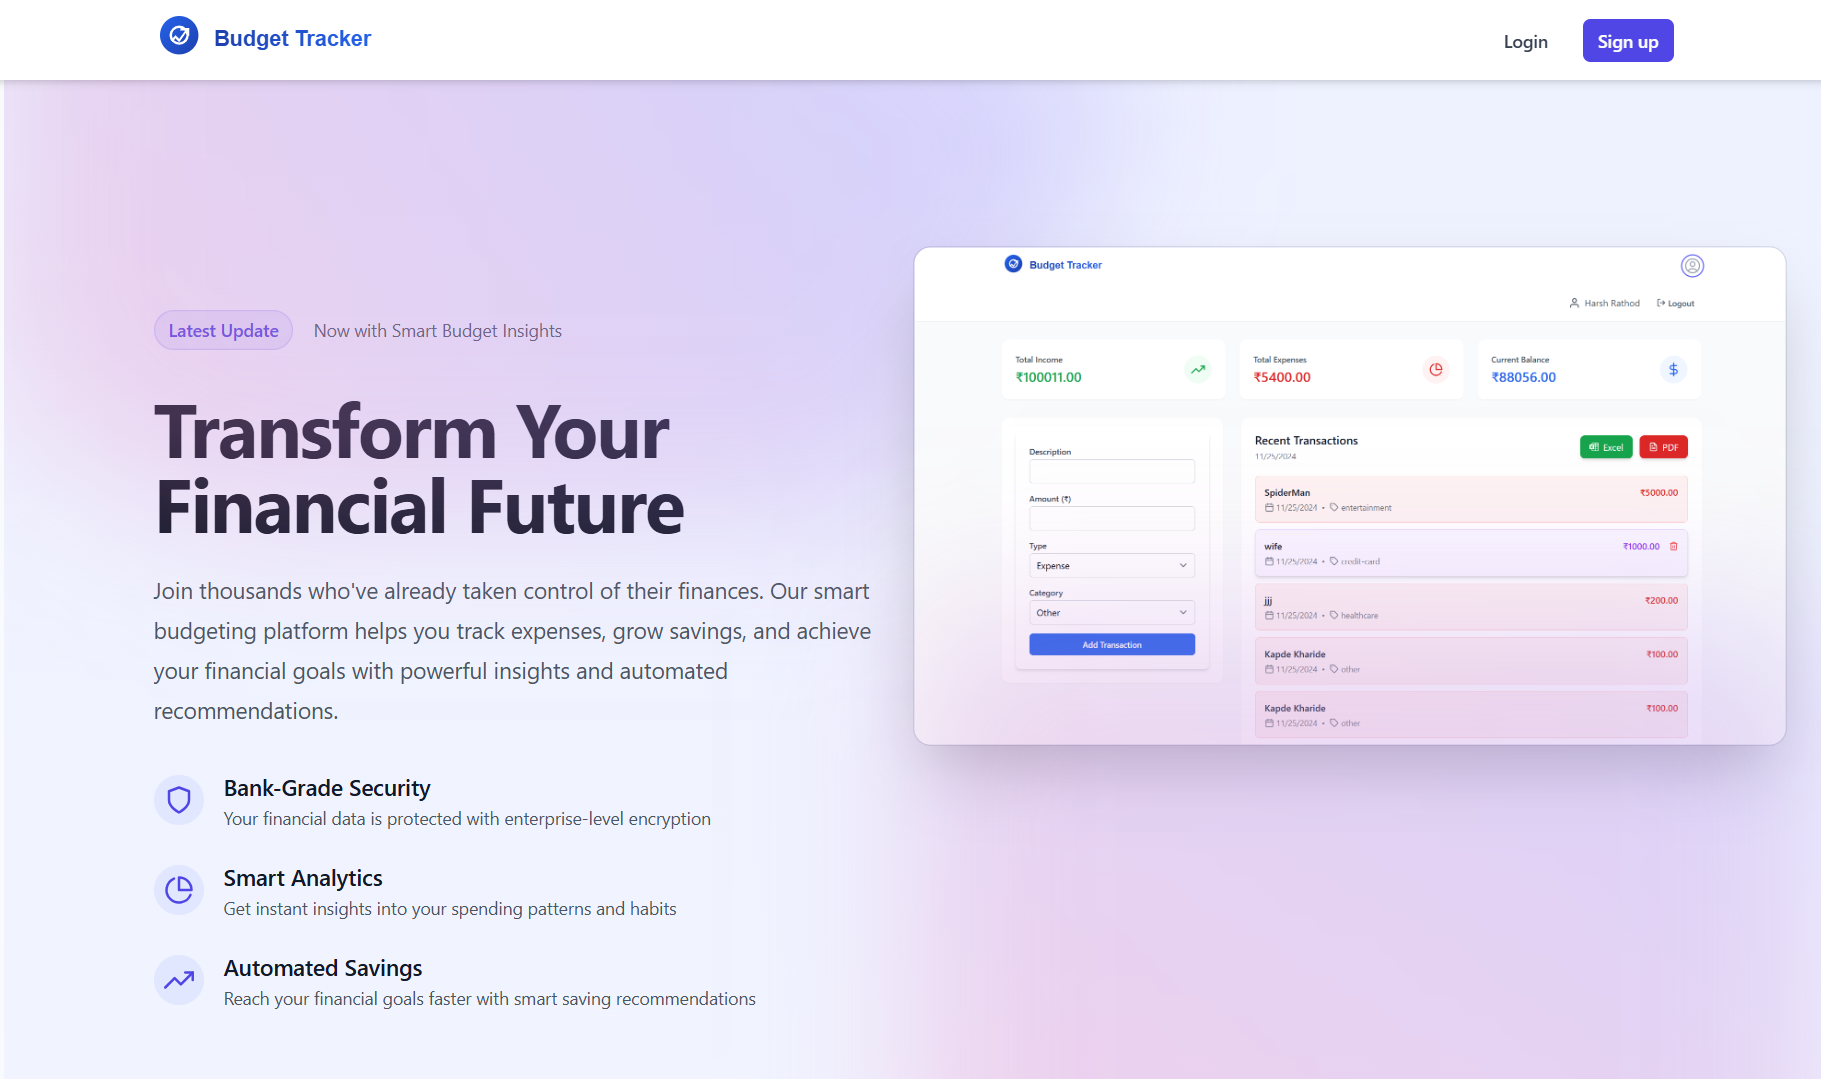 Budget Tracker
Login
Sign up
Latest Update
Now with Smart Budget Insights
Transform Your
Financial Future
Join thousands who've already taken control of their finances. Our smart
budgeting platform helps you track expenses, grow savings, and achieve
your financial goals with powerful insights and automated
recommendations.
Bank-Grade Security
Your financial data is protected with enterprise-level encryption
Smart Analytics
Get instant insights into your spending patterns and habits
Automated Savings
Reach your financial goals faster with smart saving recommendations
Budget Tracker
Harsh Rathod
Logout
Total Income
₹100011.00
Total Expenses
₹5400.00
Current Balance
₹88056.00
Description
Amount (₹)
Type
Expense
Category
Other
Add Transaction
Recent Transactions
11/25/2024
Excel
PDF
SpiderMan
₹5000.00
11/25/2024 • entertainment
wife
₹1000.00
11/25/2024 • credit-card
jjj
₹200.00
11/25/2024 • healthcare
Kapde Kharide
₹100.00
11/25/2024 • other
Kapde Kharide
₹100.00
11/25/2024 • other